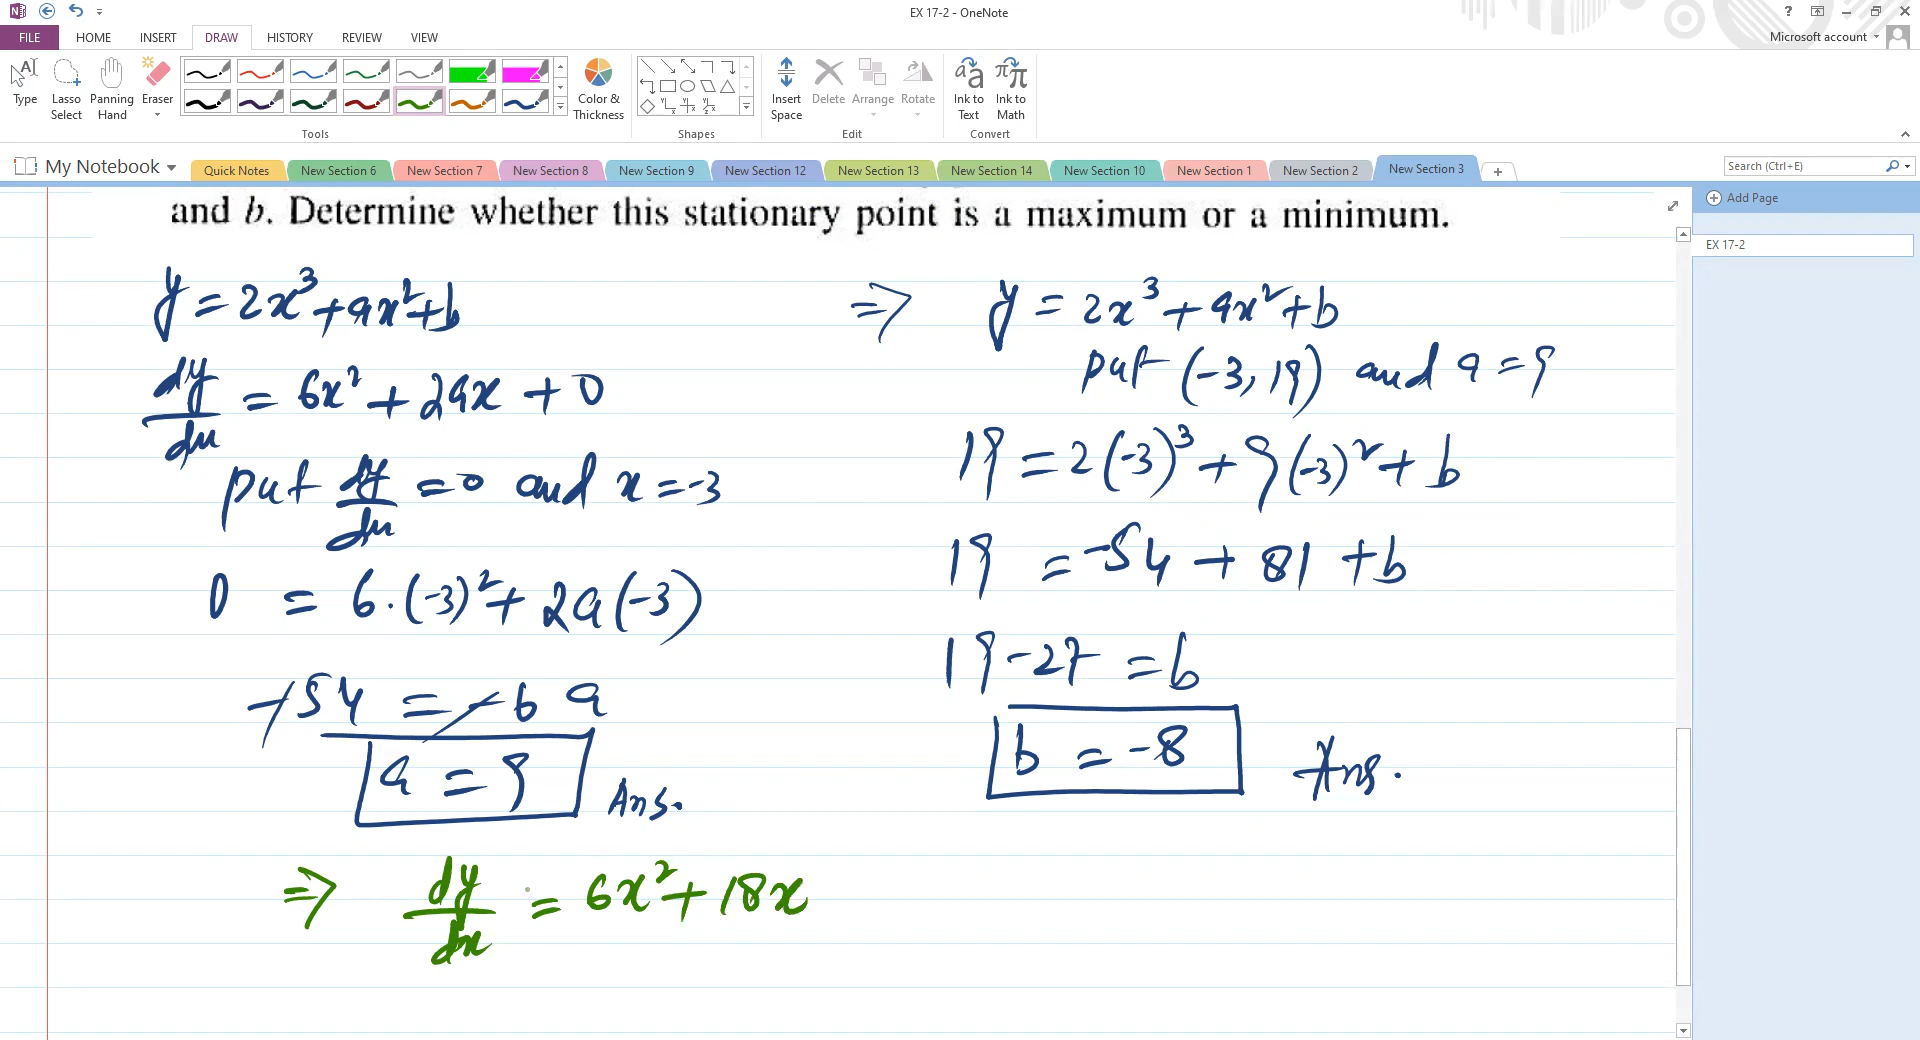 EX 17-2 - OneNote
?
Microsoft account
FILE HOME INSERT DRAW HISTORY REVIEW VIEW
Type
Lasso Select
Panning Hand
Eraser
Color & Thickness
Insert Space
Delete
Arrange
Rotate
Ink to Text
Ink to Math
Tools
Shapes
Edit
Convert
My Notebook
Quick Notes
New Section 6
New Section 7
New Section 8
New Section 9
New Section 12
New Section 13
New Section 14
New Section 10
New Section 1
New Section 2
New Section 3
Search (Ctrl+E)
Add Page
EX 17-2
and b. Determine whether this stationary point is a maximum or a minimum.
y = 2x³ + ax² + b
dy/dx = 6x² + 2ax + 0
put dy/dx = 0 and x = -3
0 = 6·(-3)² + 2a(-3)
-54 = -6 a
a = 9 Ans.
⇒ dy/dx = 6x² + 18x
⇒ y = 2x³ + ax² + b
put (-3, 19) and a = 9
19 = 2(-3)³ + 9(-3)² + b
19 = -54 + 81 + b
19 - 27 = b
b = -8 Ans.